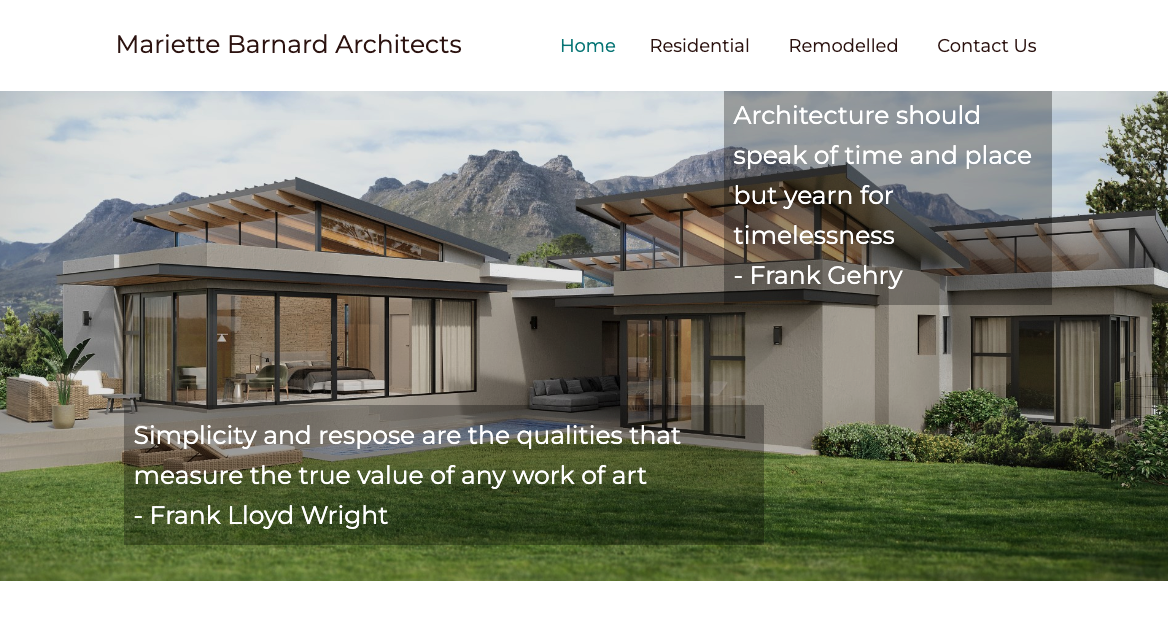 Mariette Barnard Architects
Home Residential Remodelled Contact Us
Architecture should
speak of time and place
but yearn for
timelessness
- Frank Gehry
Simplicity and respose are the qualities that
measure the true value of any work of art
- Frank Lloyd Wright